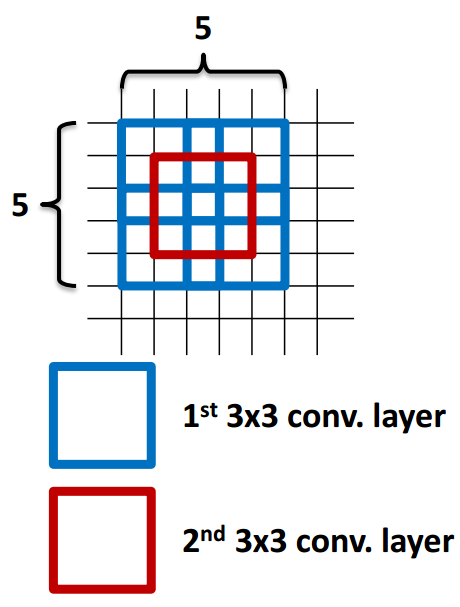 5
5
1st 3x3 conv. layer
2nd 3x3 conv. layer